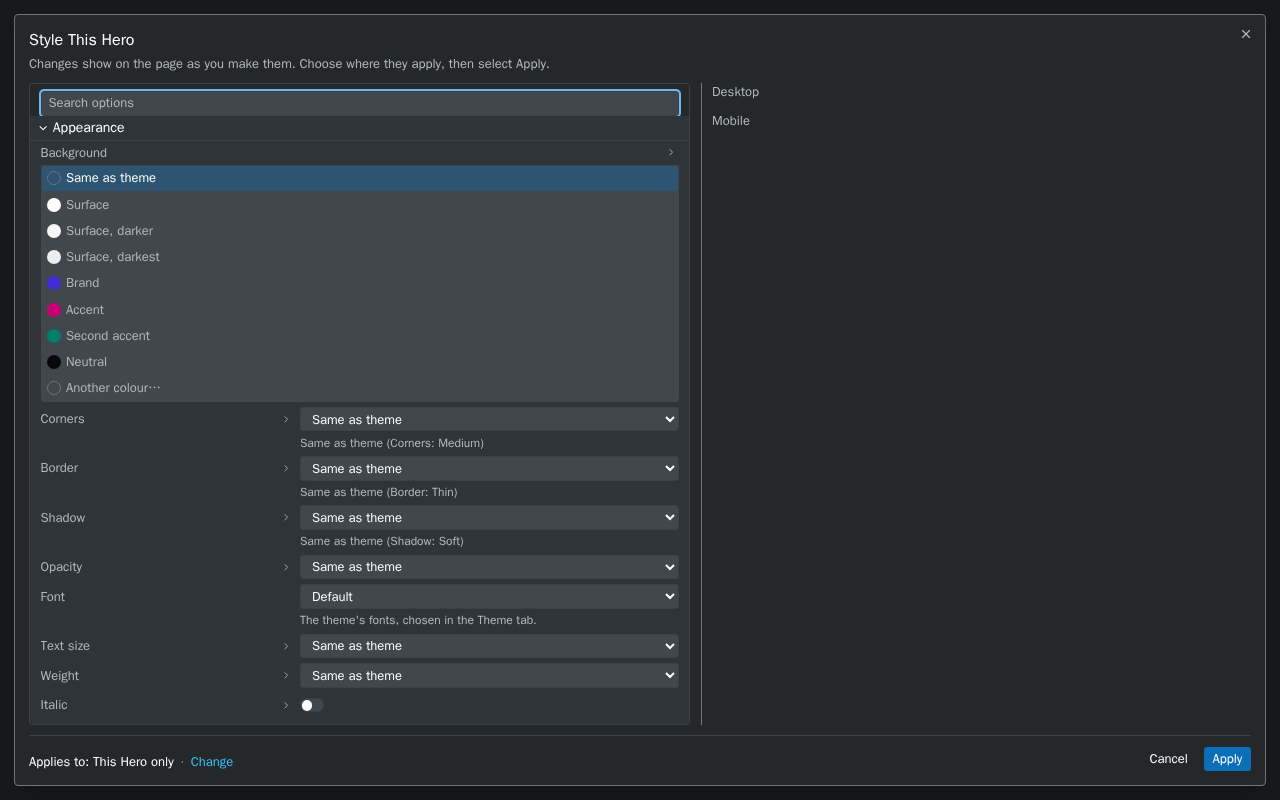 Style This Hero
Changes show on the page as you make them. Choose where they apply, then select Apply.
Search options
Appearance
Background
Same as theme
Surface
Surface, darker
Surface, darkest
Brand
Accent
Second accent
Neutral
Another colour…
Corners
Same as theme
Same as theme (Corners: Medium)
Border
Same as theme
Same as theme (Border: Thin)
Shadow
Same as theme
Same as theme (Shadow: Soft)
Opacity
Same as theme
Font
Default
The theme's fonts, chosen in the Theme tab.
Text size
Same as theme
Weight
Same as theme
Italic
Desktop
Mobile
Applies to: This Hero only · Change
Cancel
Apply